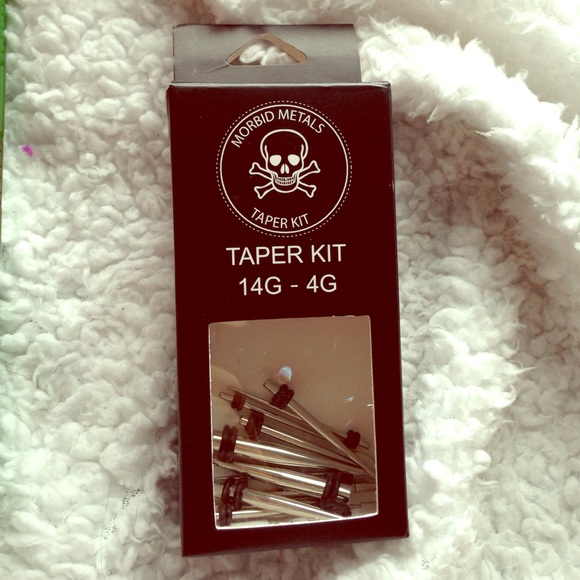 MORBID METALS
TAPER KIT
TAPER KIT
14G - 4G